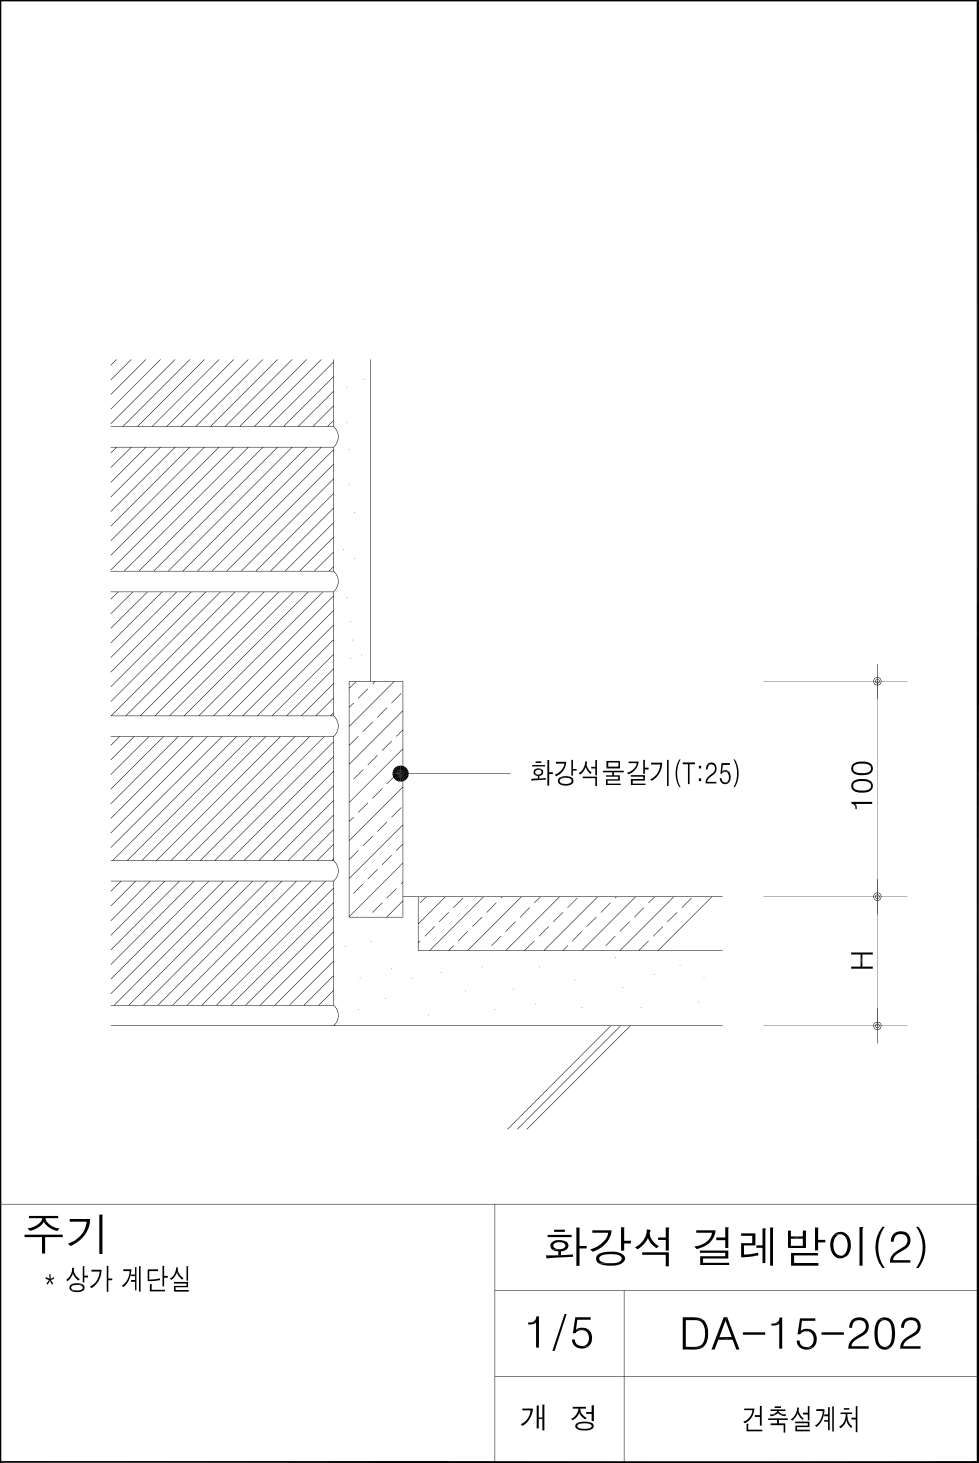 화강석물갈기(T:25)
100
H
주기
* 상가 계단실
화강석 걸레받이(2)
1/5
DA-15-202
개 정
건축설계처